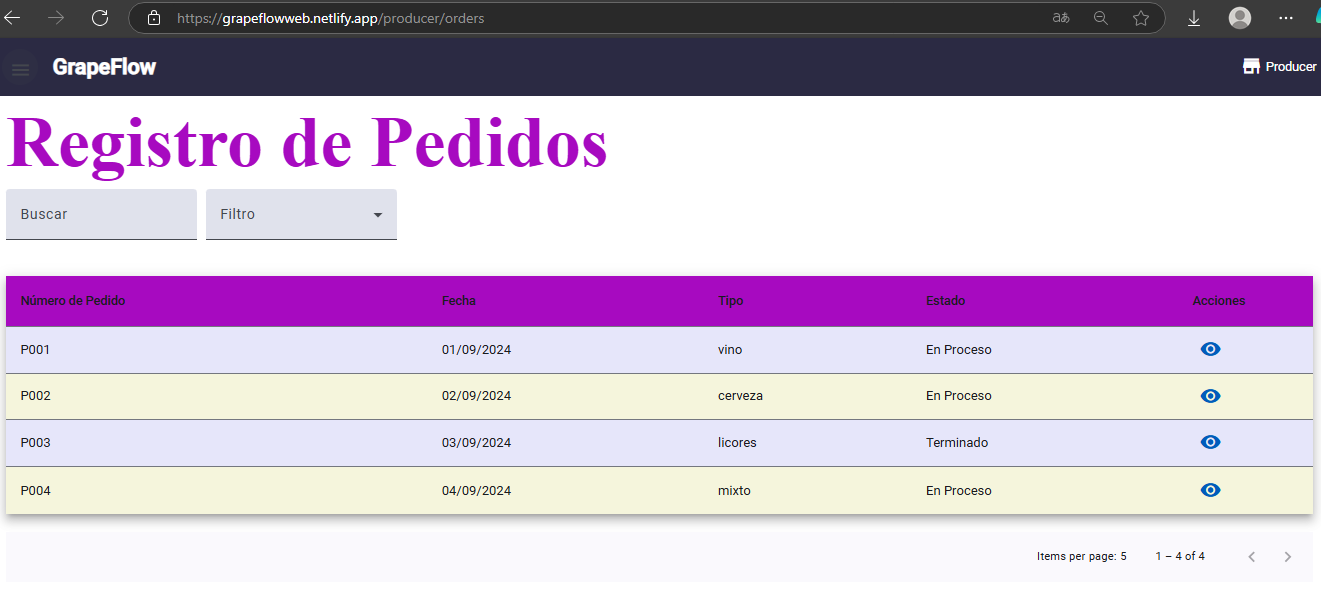 https://grapeflowweb.netlify.app/producer/orders
GrapeFlow
Producer
Registro de Pedidos
Buscar
Filtro
Número de Pedido Fecha Tipo Estado Acciones
P001 01/09/2024 vino En Proceso
P002 02/09/2024 cerveza En Proceso
P003 03/09/2024 licores Terminado
P004 04/09/2024 mixto En Proceso
Items per page: 5 1 – 4 of 4